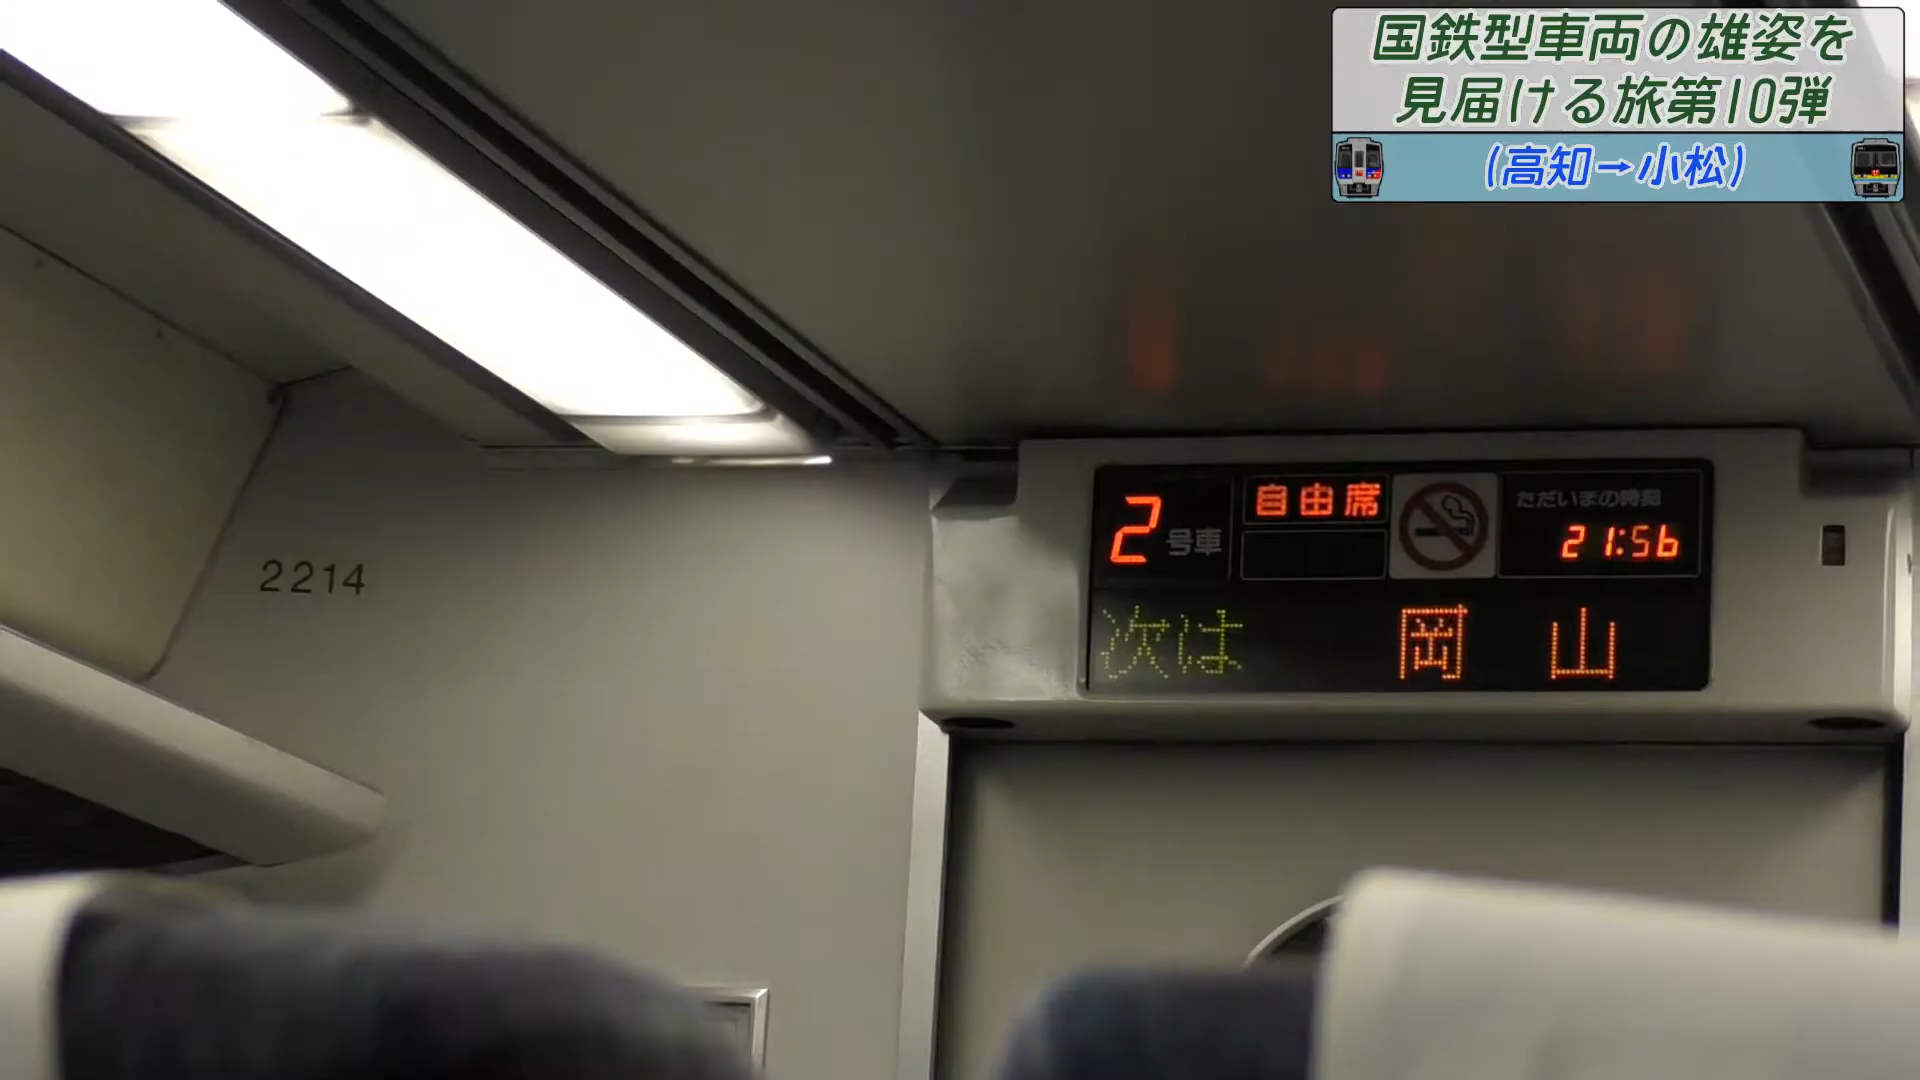 国鉄型車両の雄姿を
見届ける旅第10弾
(高知→小松)
2214
2号車
自由席
ただいまの時刻
21:56
次は 岡山